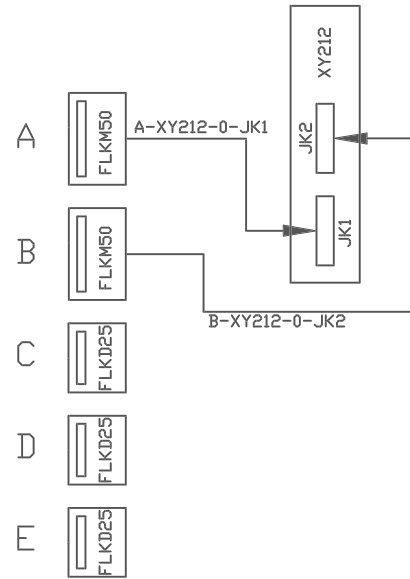 XY212
A
FLKM50
A-XY212-0-JK1
JK2
JK1
B
FLKM50
B-XY212-0-JK2
C
FLKD25
D
FLKD25
E
FLKD25